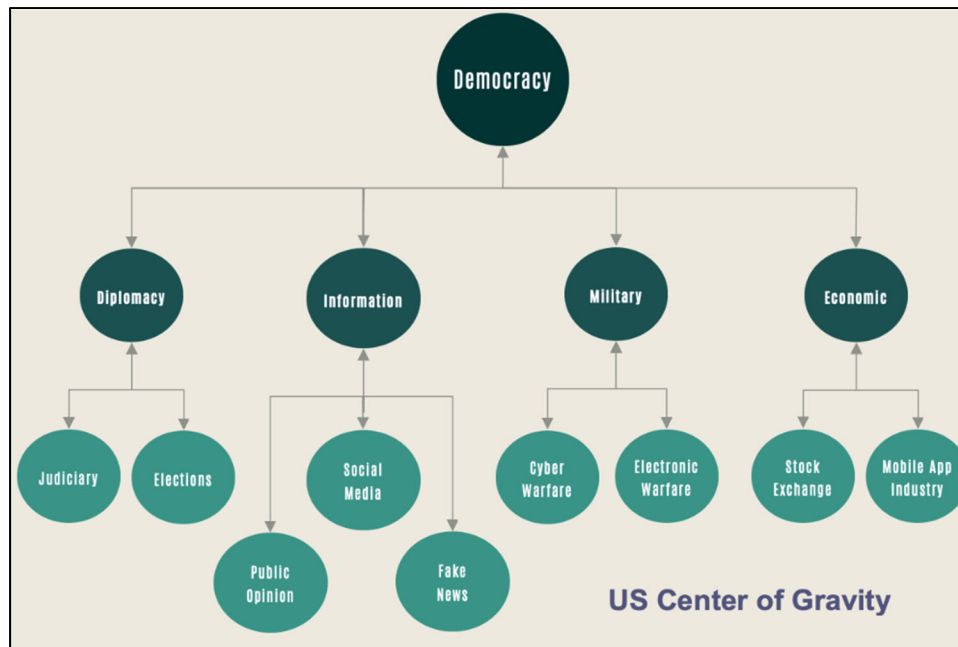 Democracy
Diplomacy
Information
Military
Economic
Judiciary
Elections
Social
Media
Cyber
Warfare
Electronic
Warfare
Stock
Exchange
Mobile App
Industry
Public
Opinion
Fake
News
US Center of Gravity